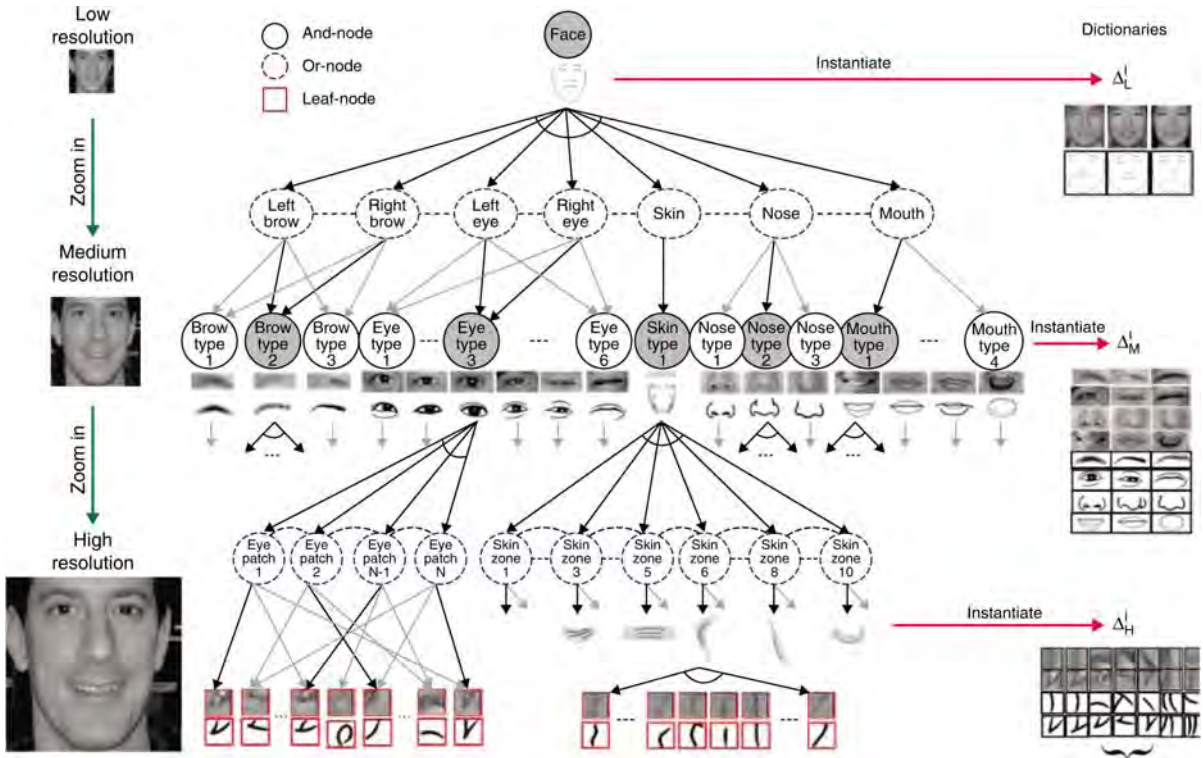 Low
resolution
And-node
Or-node
Leaf-node
Face
Instantiate
Dictionaries
Δ_L^I
Zoom in
Left
brow
Right
brow
Left
eye
Right
eye
Skin
Nose
Mouth
Medium
resolution
Brow
type
1
Brow
type
2
Brow
type
3
Eye
type
1
...
Eye
type
3
...
Eye
type
6
Skin
type
1
Nose
type
1
Nose
type
2
Nose
type
3
Mouth
type
1
...
Mouth
type
4
Instantiate
Δ_M^I
...
...
...
Zoom in
High
resolution
Eye
patch
1
Eye
patch
2
Eye
patch
N-1
Eye
patch
N
Skin
zone
1
Skin
zone
3
Skin
zone
5
Skin
zone
6
Skin
zone
8
Skin
zone
10
Instantiate
Δ_H^I
...
...
...
...